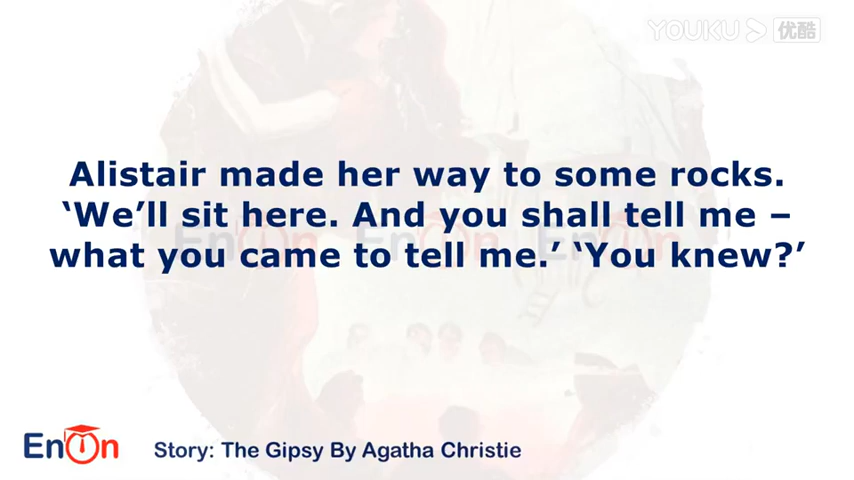 YOUKU 优酷
Alistair made her way to some rocks.
‘We’ll sit here. And you shall tell me –
what you came to tell me.’ ‘You knew?’
EnOn
Story: The Gipsy By Agatha Christie